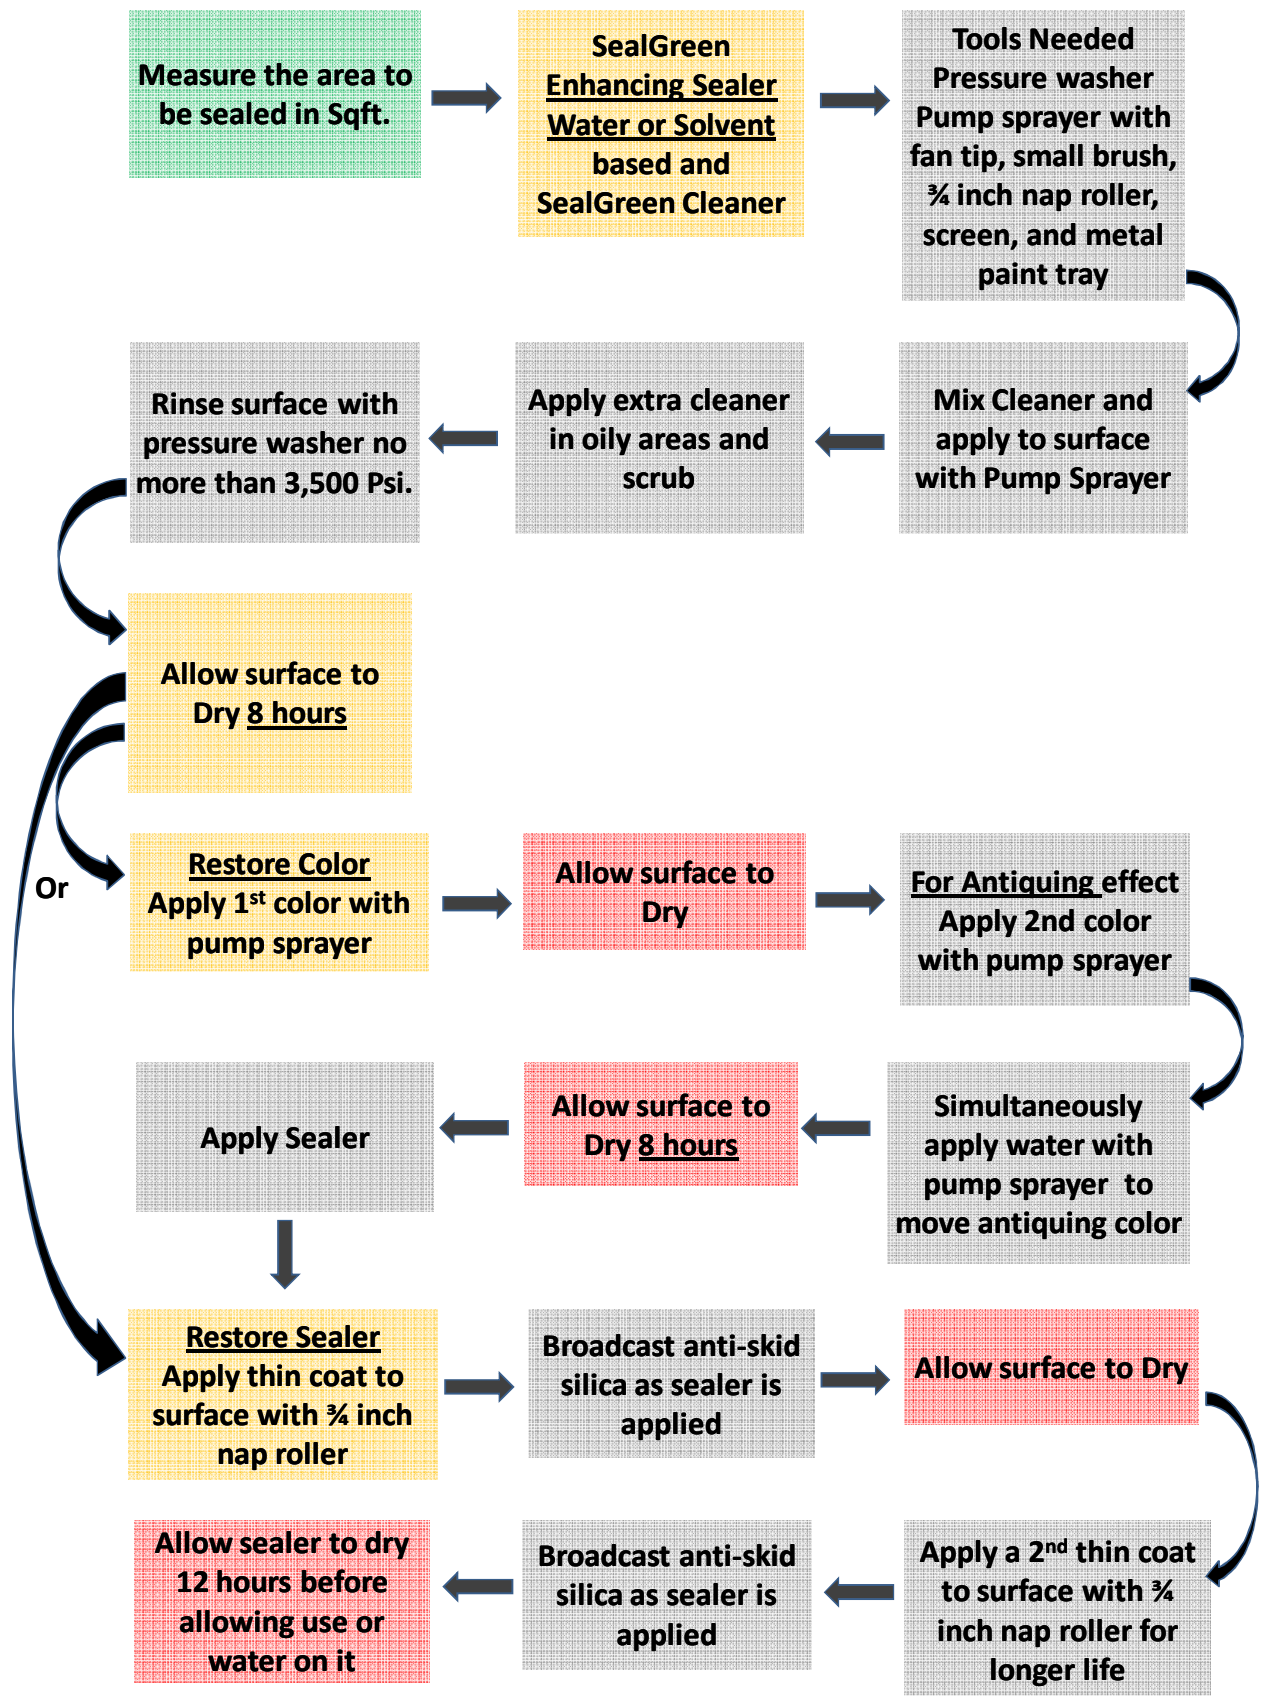 Measure the area to
be sealed in Sqft.
SealGreen
Enhancing Sealer
Water or Solvent
based and
SealGreen Cleaner
Tools Needed
Pressure washer
Pump sprayer with
fan tip, small brush,
¾ inch nap roller,
screen, and metal
paint tray
Mix Cleaner and
apply to surface
with Pump Sprayer
Apply extra cleaner
in oily areas and
scrub
Rinse surface with
pressure washer no
more than 3,500 Psi.
Allow surface to
Dry 8 hours
Or
Restore Color
Apply 1st color with
pump sprayer
Allow surface to
Dry
For Antiquing effect
Apply 2nd color
with pump sprayer
Simultaneously
apply water with
pump sprayer to
move antiquing color
Allow surface to
Dry 8 hours
Apply Sealer
Restore Sealer
Apply thin coat to
surface with ¾ inch
nap roller
Broadcast anti-skid
silica as sealer is
applied
Allow surface to Dry
Apply a 2nd thin coat
to surface with ¾
inch nap roller for
longer life
Broadcast anti-skid
silica as sealer is
applied
Allow sealer to dry
12 hours before
allowing use or
water on it